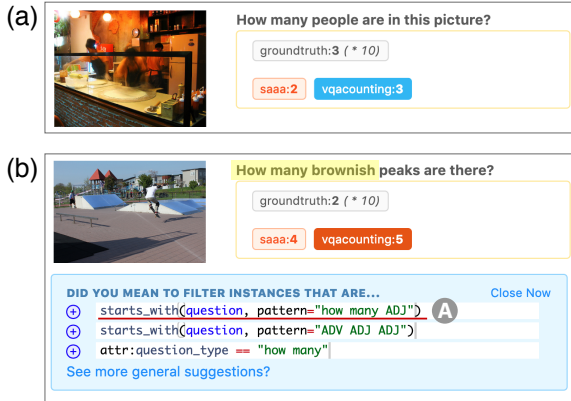 (a)
How many people are in this picture?
groundtruth:3 ( * 10)
saaa:2 vqacounting:3
(b)
How many brownish peaks are there?
groundtruth:2 ( * 10)
saaa:4 vqacounting:5
DID YOU MEAN TO FILTER INSTANCES THAT ARE... Close Now
starts_with(question, pattern="how many ADJ") A
starts_with(question, pattern="ADV ADJ ADJ")
attr:question_type == "how many"
See more general suggestions?